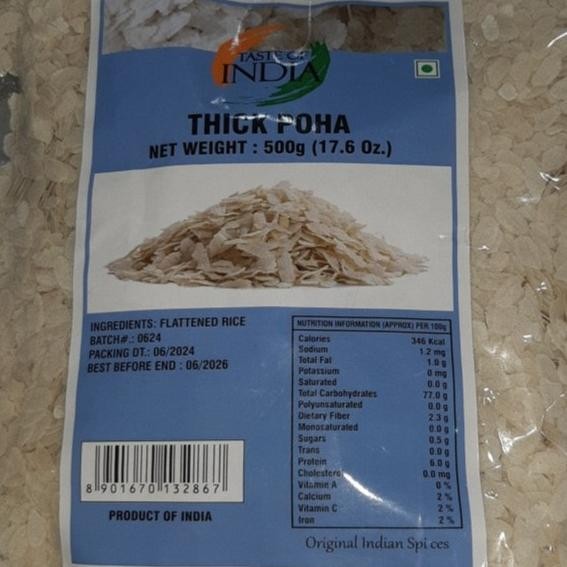 TASTE OF
INDIA
THICK POHA
NET WEIGHT : 500g (17.6 Oz.)
INGREDIENTS: FLATTENED RICE
BATCH#.: 0624
PACKING DT.: 06/2024
BEST BEFORE END : 06/2026
NUTRITION INFORMATION (APPROX) PER 100g
Calories 346 Kcal
Sodium 1.2 mg
Total Fat 1.0 g
Potassium 0 mg
Saturated 0.0 g
Total Carbohydrates 77.0 g
Polyunsaturated 0.0 g
Dietary Fiber 2.3 g
Monosaturated 0.0 g
Sugars 0.5 g
Trans 0.0 g
Protein 6.0 g
Cholesterol 0.0 mg
Vitamin A 0 %
Calcium 2 %
Vitamin C 2 %
Iron 2 %
8 901670 132867
PRODUCT OF INDIA
Original Indian Spices